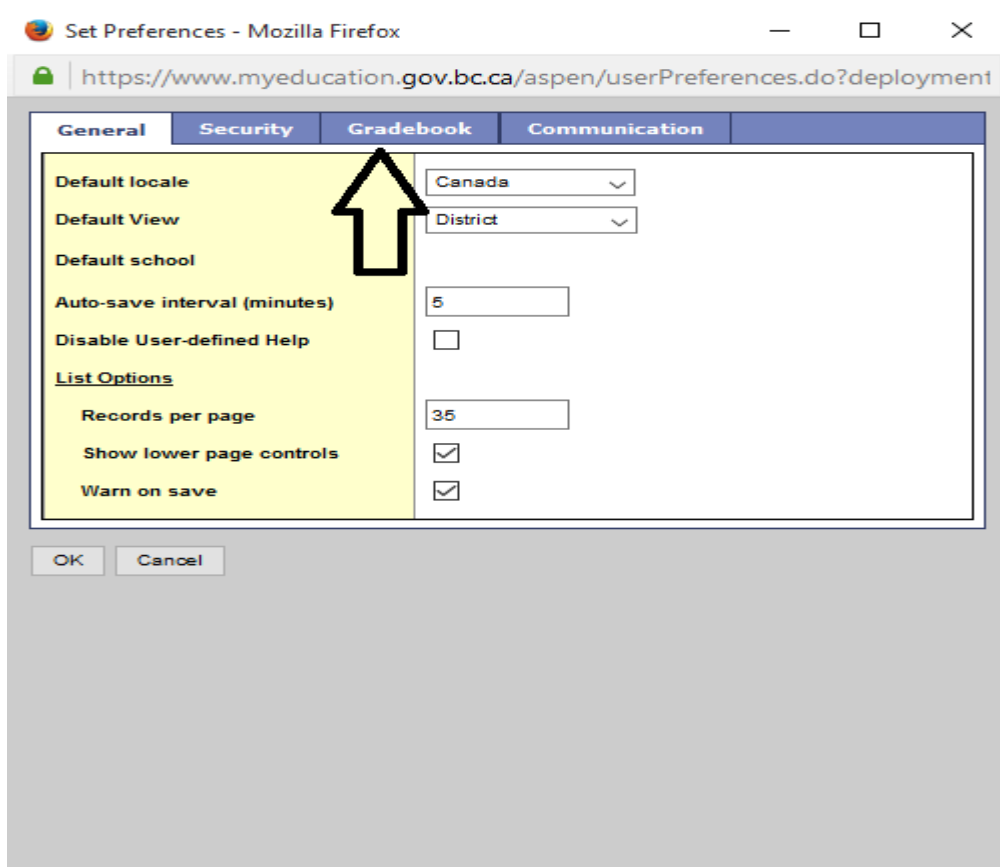 Set Preferences - Mozilla Firefox
https://www.myeducation.gov.bc.ca/aspen/userPreferences.do?deployment
General Security Gradebook Communication
Default locale Canada
Default View District
Default school
Auto-save interval (minutes) 5
Disable User-defined Help
List Options
Records per page 35
Show lower page controls
Warn on save
OK Cancel